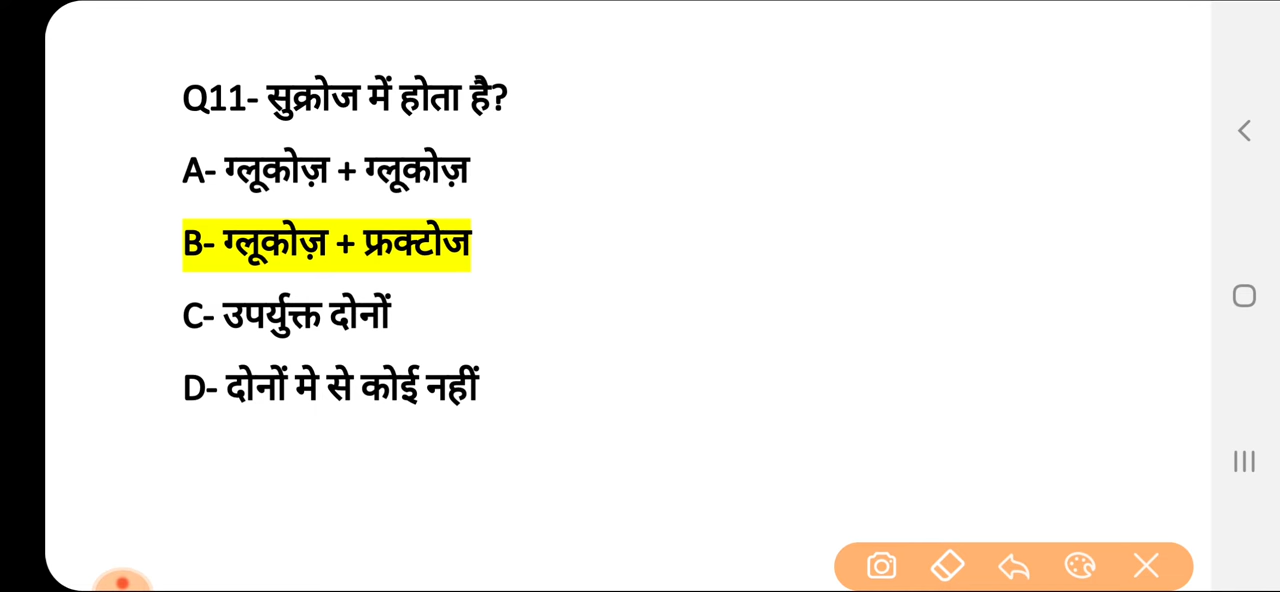 Q11- सुक्रोज में होता है?
A- ग्लूकोज़ + ग्लूकोज़
B- ग्लूकोज़ + फ्रक्टोज
C- उपर्युक्त दोनों
D- दोनों मे से कोई नहीं